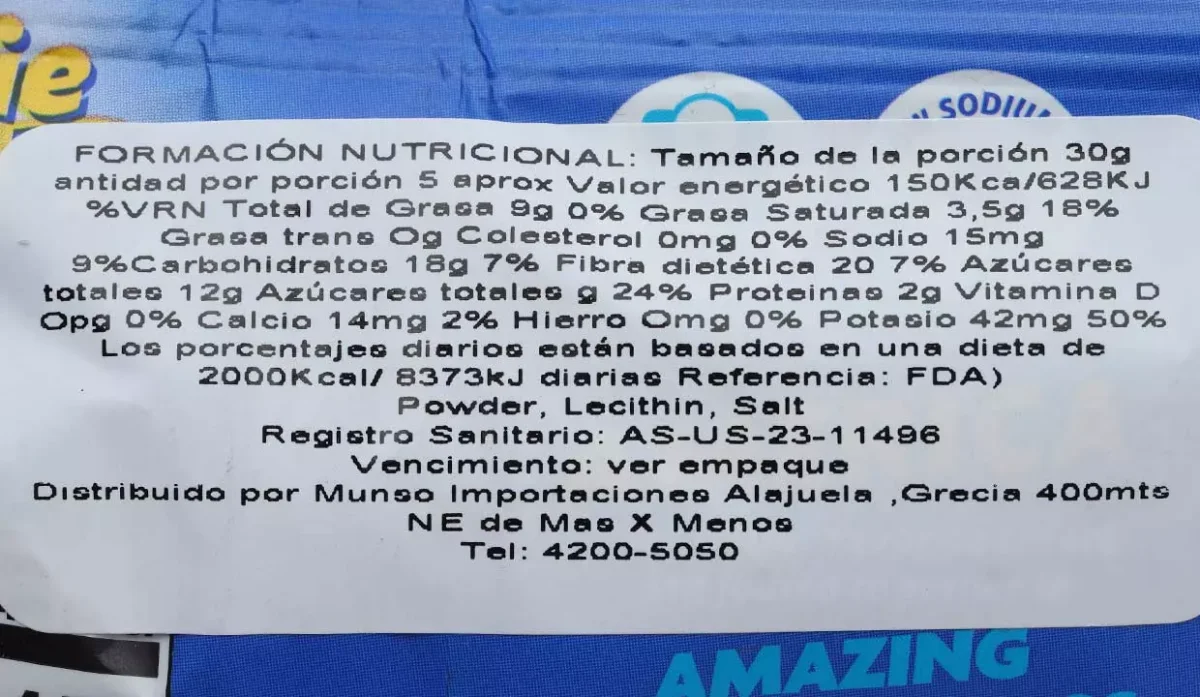 ie
SODIU
FORMACIÓN NUTRICIONAL: Tamaño de la porción 30g
antidad por porción 5 aprox Valor energético 150Kca/628KJ
%VRN Total de Grasa 9g 0% Grasa Saturada 3,5g 18%
Grasa trans Og Colesterol 0mg 0% Sodio 15mg
9%Carbohidratos 18g 7% Fibra dietética 20 7% Azúcares
totales 12g Azúcares totales g 24% Proteinas 2g Vitamina D
Opg 0% Calcio 14mg 2% Hierro Omg 0% Potasio 42mg 50%
Los porcentajes diarios están basados en una dieta de
2000Kcal/ 8373kJ diarias Referencia: FDA)
Powder, Lecithin, Salt
Registro Sanitario: AS-US-23-11496
Vencimiento: ver empaque
Distribuido por Munso Importaciones Alajuela ,Grecia 400mts
NE de Mas X Menos
Tel: 4200-5050
AMAZING